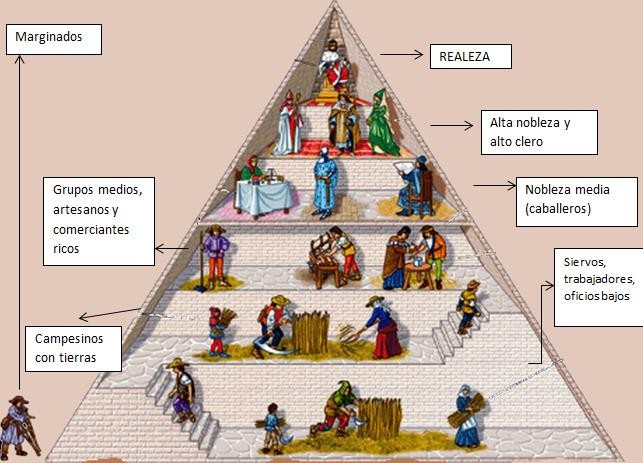 Marginados
REALEZA
Alta nobleza y
alto clero
Grupos medios,
artesanos y
comerciantes
ricos
Nobleza media
(caballeros)
Siervos,
trabajadores,
oficios bajos
Campesinos
con tierras